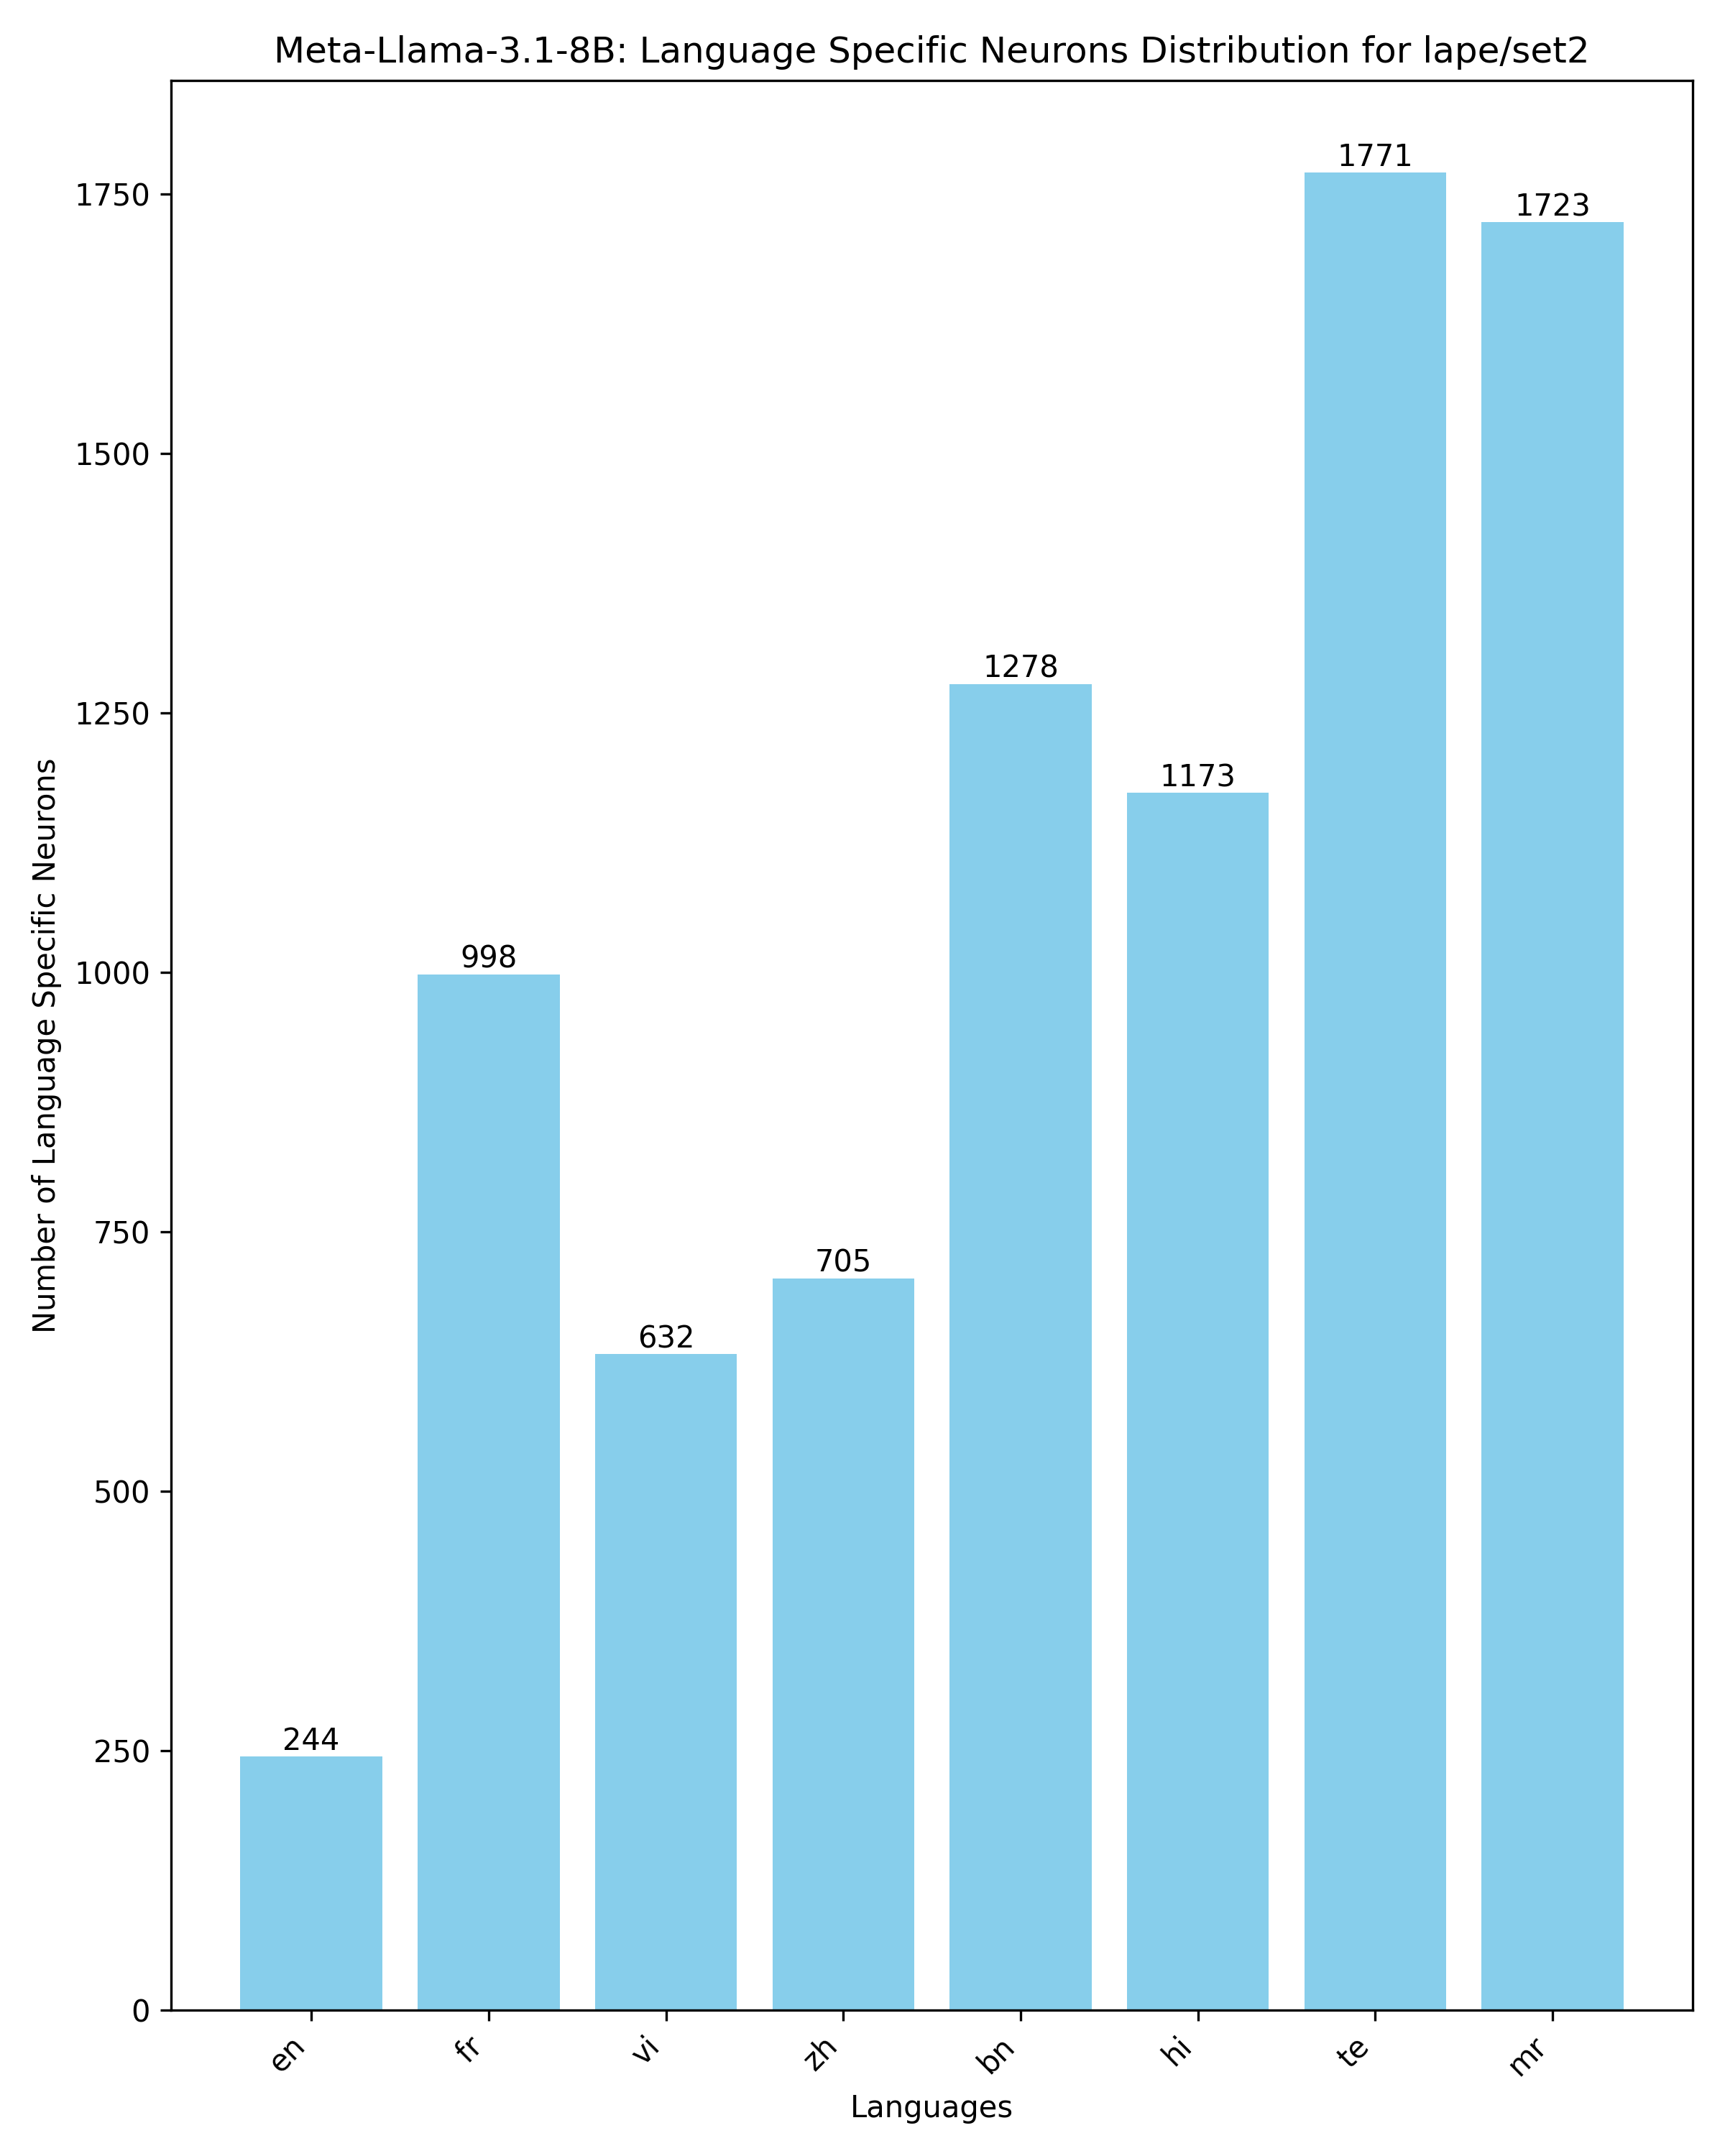 Meta-Llama-3.1-8B: Language Specific Neurons Distribution for lape/set2
Number of Language Specific Neurons
1750
1500
1250
1000
750
500
250
0
244
998
632
705
1278
1173
1771
1723
en
fr
vi
zh
bn
hi
te
mr
Languages